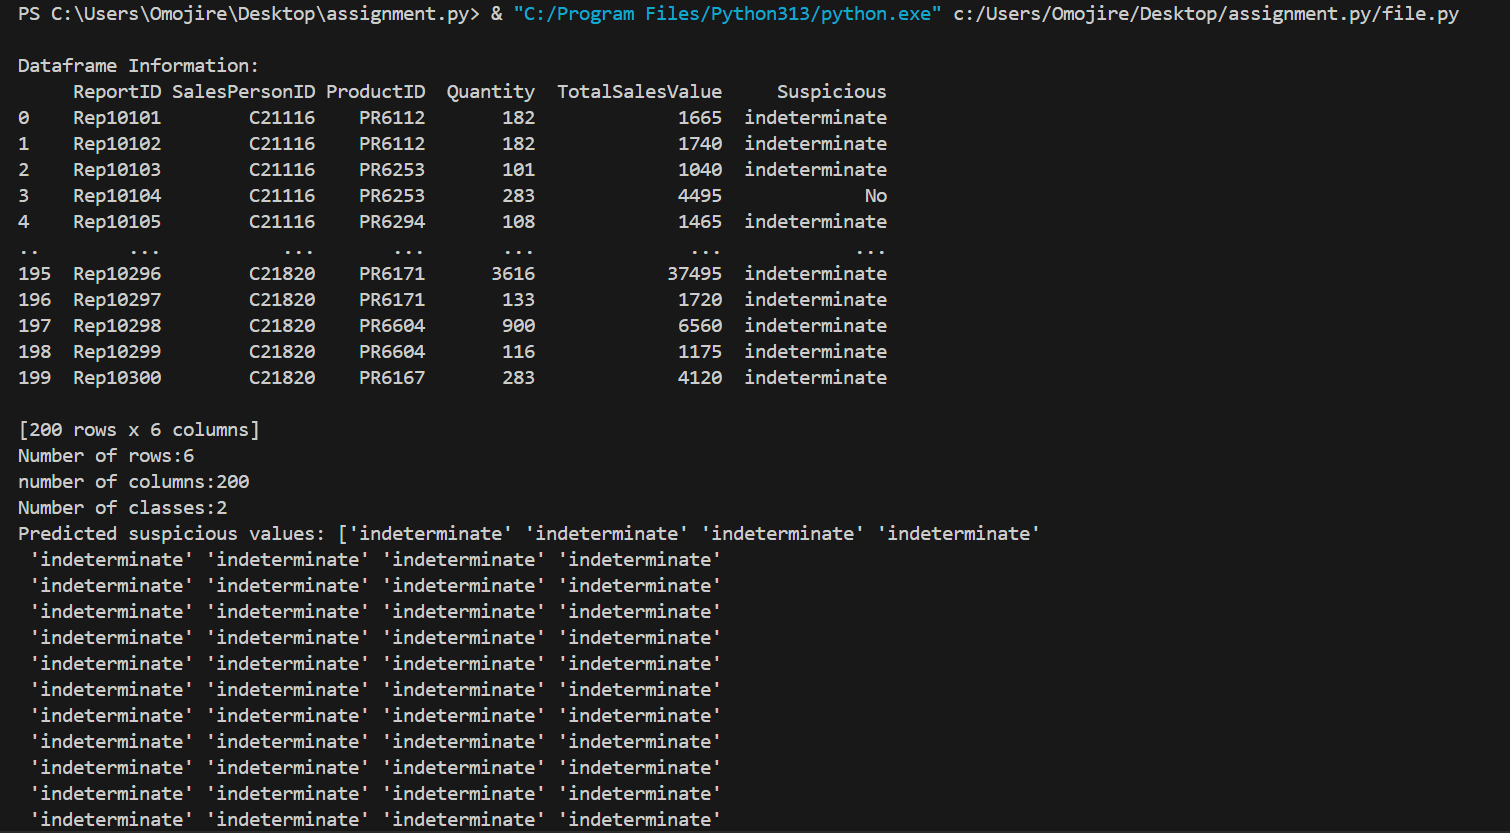 PS C:\Users\Omojire\Desktop\assignment.py> & "C:/Program Files/Python313/python.exe" c:/Users/Omojire/Desktop/assignment.py/file.py
Dataframe Information:
ReportID SalesPersonID ProductID Quantity TotalSalesValue Suspicious
0 Rep10101 C21116 PR6112 182 1665 indeterminate
1 Rep10102 C21116 PR6112 182 1740 indeterminate
2 Rep10103 C21116 PR6253 101 1040 indeterminate
3 Rep10104 C21116 PR6253 283 4495 No
4 Rep10105 C21116 PR6294 108 1465 indeterminate
.. ... ... ... ... ... ...
195 Rep10296 C21820 PR6171 3616 37495 indeterminate
196 Rep10297 C21820 PR6171 133 1720 indeterminate
197 Rep10298 C21820 PR6604 900 6560 indeterminate
198 Rep10299 C21820 PR6604 116 1175 indeterminate
199 Rep10300 C21820 PR6167 283 4120 indeterminate
[200 rows x 6 columns]
Number of rows:6
number of columns:200
Number of classes:2
Predicted suspicious values: ['indeterminate' 'indeterminate' 'indeterminate' 'indeterminate'
'indeterminate' 'indeterminate' 'indeterminate' 'indeterminate'
'indeterminate' 'indeterminate' 'indeterminate' 'indeterminate'
'indeterminate' 'indeterminate' 'indeterminate' 'indeterminate'
'indeterminate' 'indeterminate' 'indeterminate' 'indeterminate'
'indeterminate' 'indeterminate' 'indeterminate' 'indeterminate'
'indeterminate' 'indeterminate' 'indeterminate' 'indeterminate'
'indeterminate' 'indeterminate' 'indeterminate' 'indeterminate'
'indeterminate' 'indeterminate' 'indeterminate' 'indeterminate'
'indeterminate' 'indeterminate' 'indeterminate' 'indeterminate'
'indeterminate' 'indeterminate' 'indeterminate' 'indeterminate'
'indeterminate' 'indeterminate' 'indeterminate' 'indeterminate'